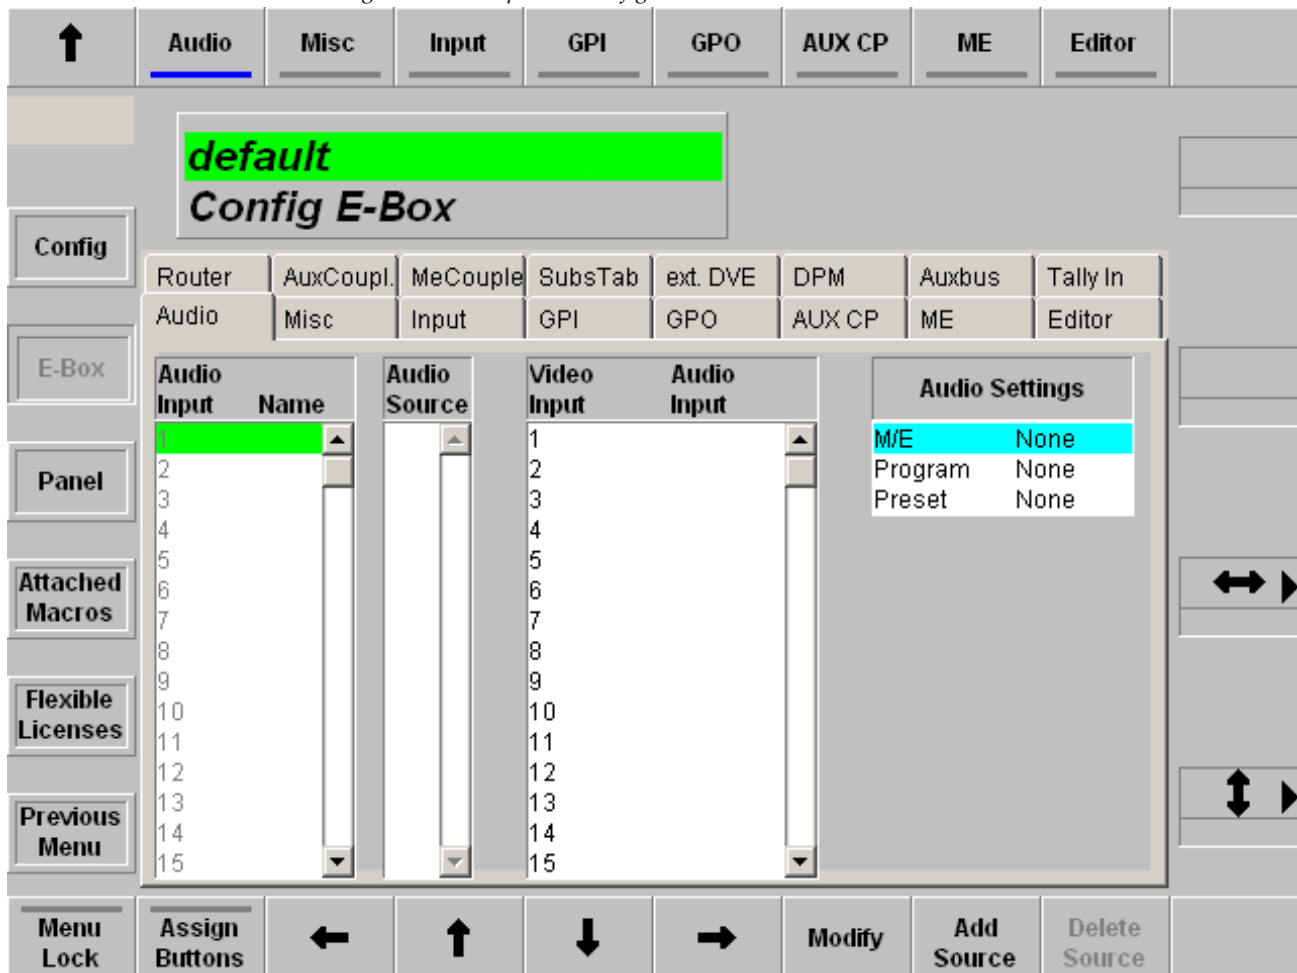 Audio Misc Input GPI GPO AUX CP ME Editor
default
Config E-Box
Config
E-Box
Panel
Attached
Macros
Flexible
Licenses
Previous
Menu
Router AuxCoupl. MeCouple SubsTab ext. DVE DPM Auxbus Tally In
Audio Misc Input GPI GPO AUX CP ME Editor
Audio
Input Name
Audio
Source
Video Audio
Input Input
Audio Settings
1
2
3
4
5
6
7
8
9
10
11
12
13
14
15
1
2
3
4
5
6
7
8
9
10
11
12
13
14
15
M/E None
Program None
Preset None
Menu
Lock
Assign
Buttons
Modify
Add
Source
Delete
Source